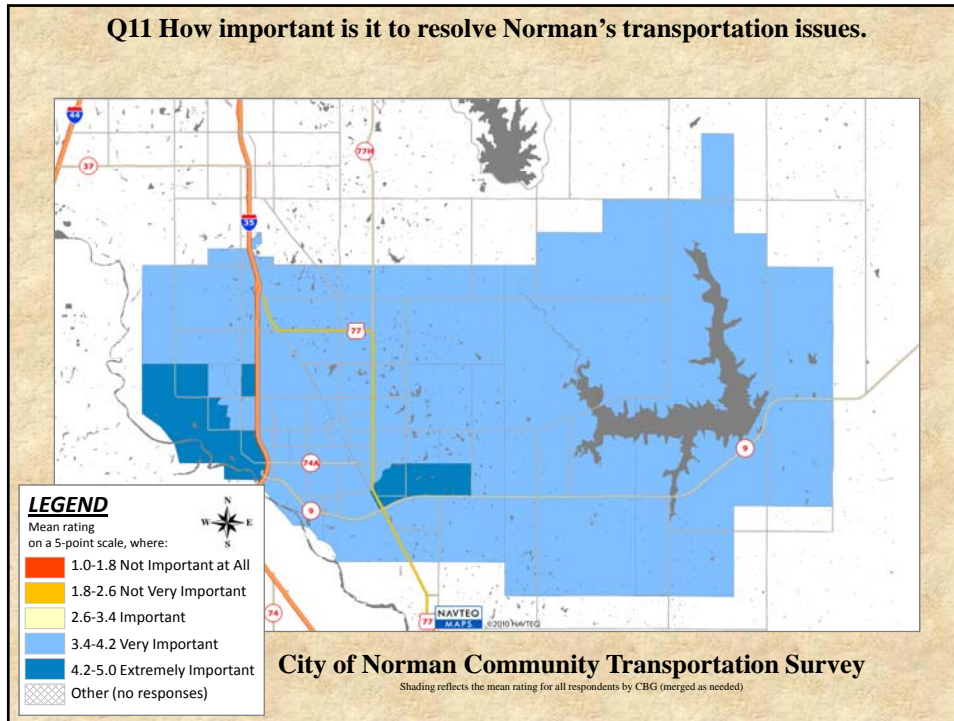 Q11 How important is it to resolve Norman’s transportation issues.
44
37
77H
35
77
74A
9
9
74
77
NAVTEQ
MAPS
©2010 NAVTEQ
LEGEND
Mean rating
on a 5-point scale, where:
N
W E
S
1.0-1.8 Not Important at All
1.8-2.6 Not Very Important
2.6-3.4 Important
3.4-4.2 Very Important
4.2-5.0 Extremely Important
Other (no responses)
City of Norman Community Transportation Survey
Shading reflects the mean rating for all respondents by CBG (merged as needed)